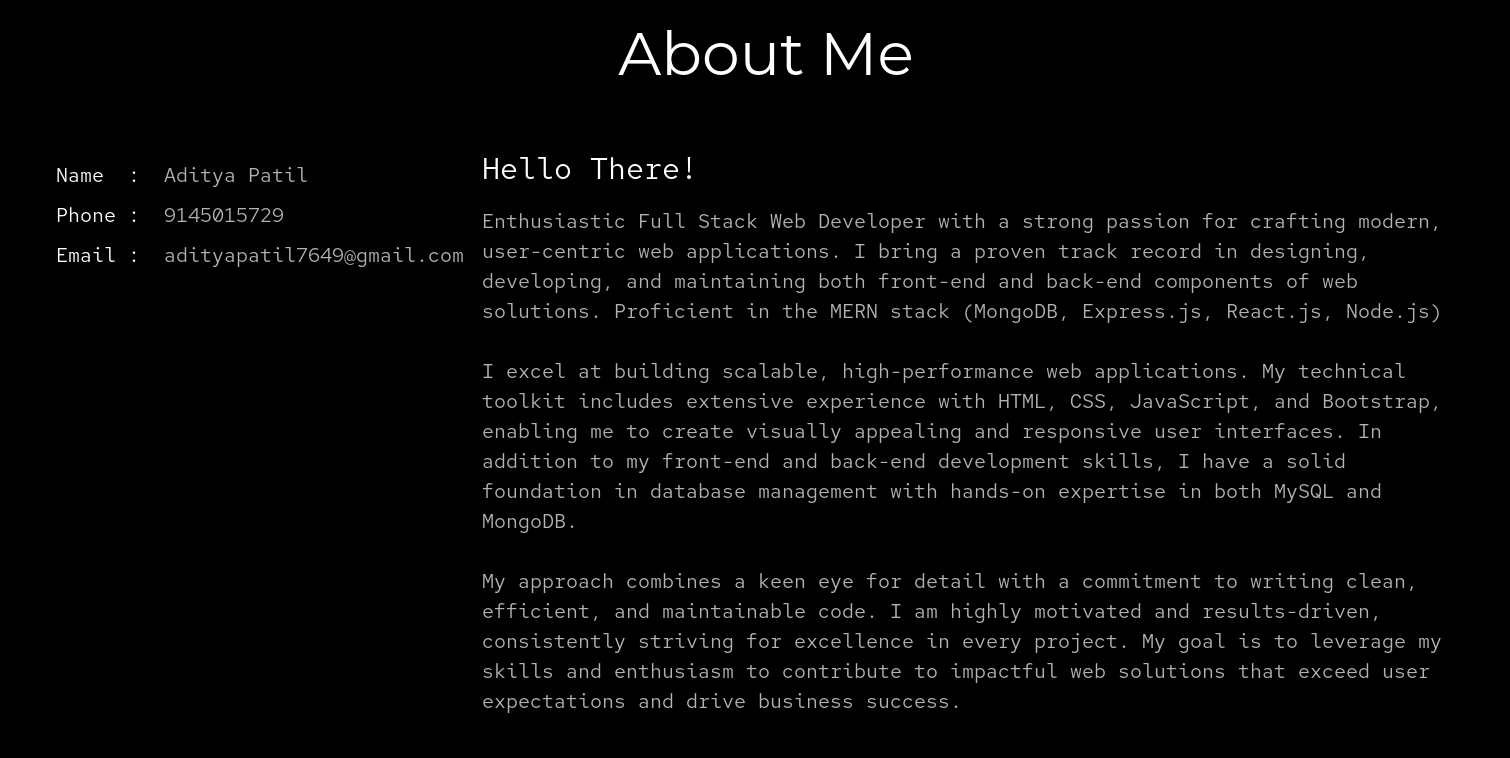 About Me
Name : Aditya Patil
Phone : 9145015729
Email : adityapatil7649@gmail.com
Hello There!
Enthusiastic Full Stack Web Developer with a strong passion for crafting modern,
user-centric web applications. I bring a proven track record in designing,
developing, and maintaining both front-end and back-end components of web
solutions. Proficient in the MERN stack (MongoDB, Express.js, React.js, Node.js)
I excel at building scalable, high-performance web applications. My technical
toolkit includes extensive experience with HTML, CSS, JavaScript, and Bootstrap,
enabling me to create visually appealing and responsive user interfaces. In
addition to my front-end and back-end development skills, I have a solid
foundation in database management with hands-on expertise in both MySQL and
MongoDB.
My approach combines a keen eye for detail with a commitment to writing clean,
efficient, and maintainable code. I am highly motivated and results-driven,
consistently striving for excellence in every project. My goal is to leverage my
skills and enthusiasm to contribute to impactful web solutions that exceed user
expectations and drive business success.